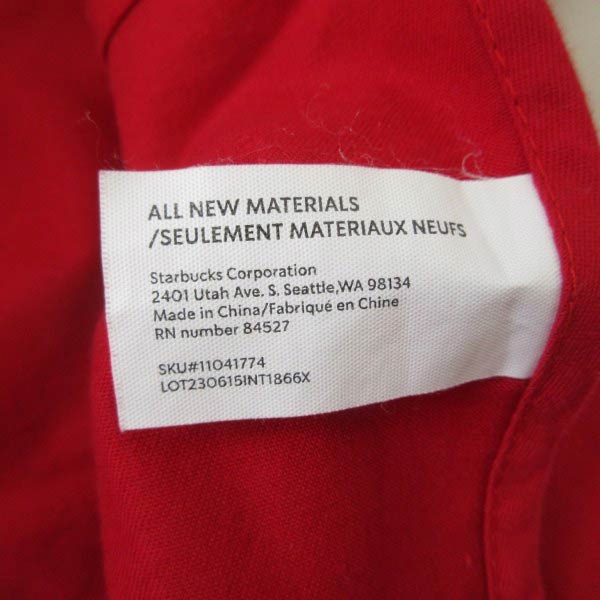 ALL NEW MATERIALS
/SEULEMENT MATERIAUX NEUFS
Starbucks Corporation
2401 Utah Ave. S. Seattle,WA 98134
Made in China/Fabriqué en Chine
RN number 84527
SKU#11041774
LOT230615INT1866X